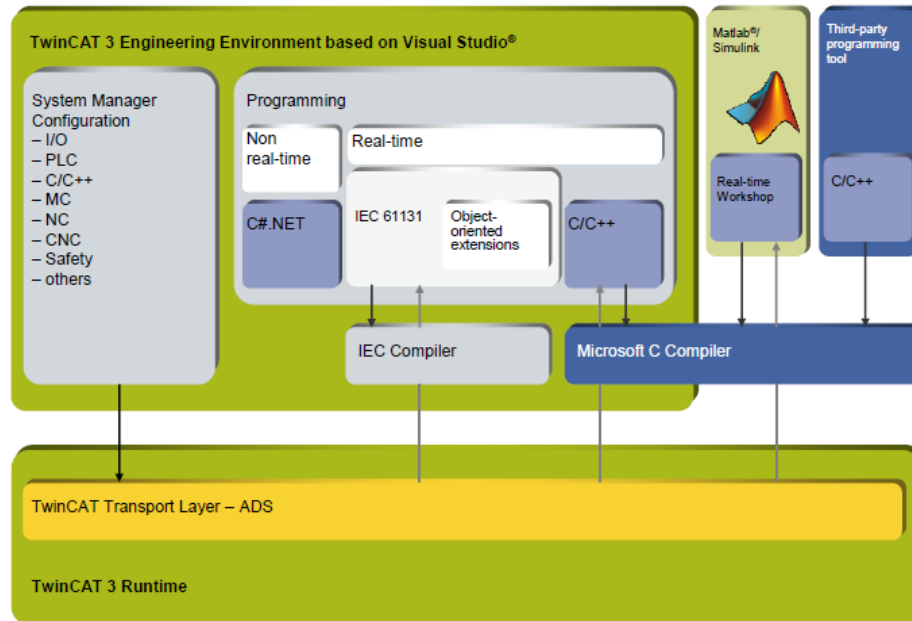 TwinCAT 3 Engineering Environment based on Visual Studio®
System Manager
Configuration
– I/O
– PLC
– C/C++
– MC
– NC
– CNC
– Safety
– others
Programming
Non
real-time
Real-time
C#.NET
IEC 61131
Object-
oriented
extensions
C/C++
IEC Compiler
Matlab®/
Simulink
Real-time
Workshop
Third-party
programming
tool
C/C++
Microsoft C Compiler
TwinCAT Transport Layer – ADS
TwinCAT 3 Runtime